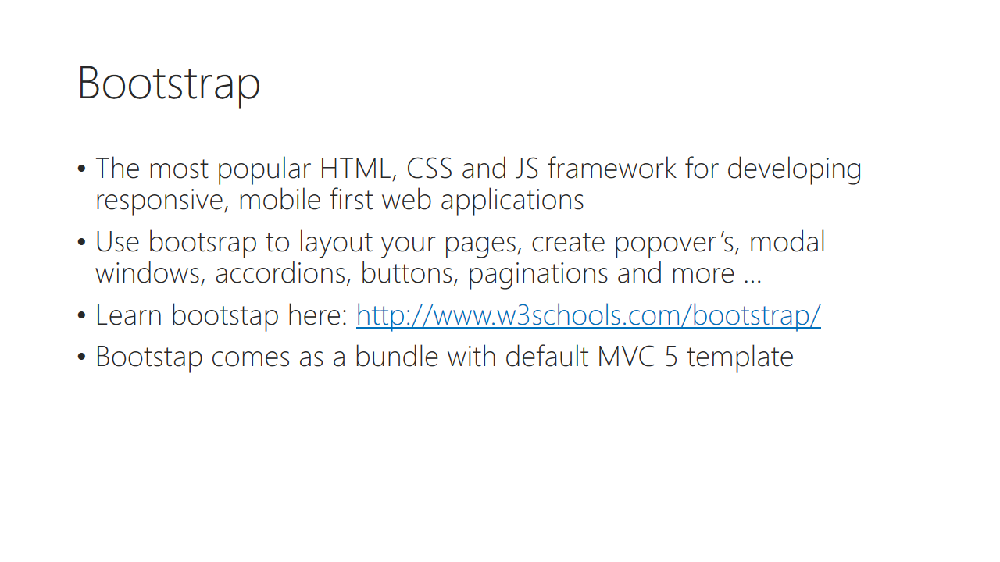 Bootstrap
• The most popular HTML, CSS and JS framework for developing
responsive, mobile first web applications
• Use bootsrap to layout your pages, create popover’s, modal
windows, accordions, buttons, paginations and more …
• Learn bootstap here: http://www.w3schools.com/bootstrap/
• Bootstap comes as a bundle with default MVC 5 template